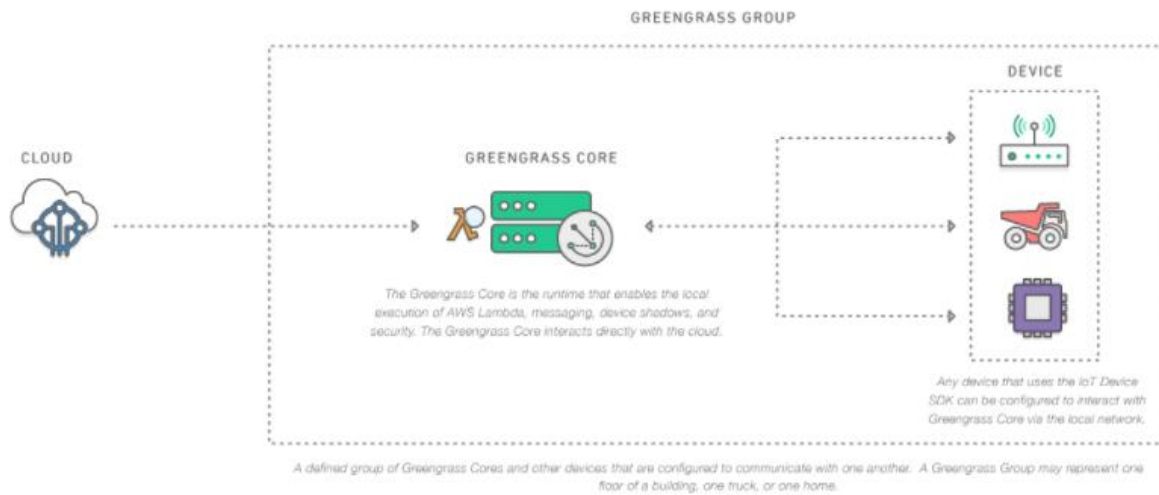 GREENGRASS GROUP
DEVICE
CLOUD
GREENGRASS CORE
The Greengrass Core is the runtime that enables the local
execution of AWS Lambda, messaging, device shadows, and
security. The Greengrass Core interacts directly with the cloud.
Any device that uses the IoT Device
SDK can be configured to interact with
Greengrass Core via the local network.
A defined group of Greengrass Cores and other devices that are configured to communicate with one another. A Greengrass Group may represent one
floor of a building, one truck, or one home.